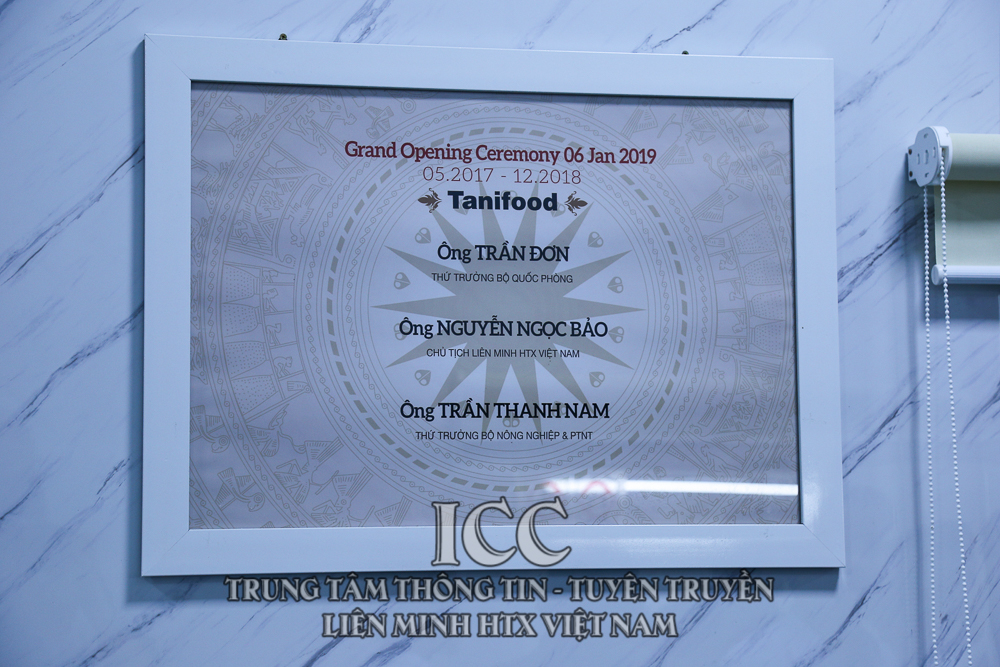 Grand Opening Ceremony 06 Jan 2019
05.2017 - 12.2018
Tanifood
Ông TRẦN ĐƠN
THỨ TRƯỞNG BỘ QUỐC PHÒNG
Ông NGUYỄN NGỌC BẢO
CHỦ TỊCH LIÊN MINH HTX VIỆT NAM
Ông TRẦN THANH NAM
THỨ TRƯỞNG BỘ NÔNG NGHIỆP & PTNT
ICC
TRUNG TÂM THÔNG TIN - TUYÊN TRUYỀN
LIÊN MINH HTX VIỆT NAM